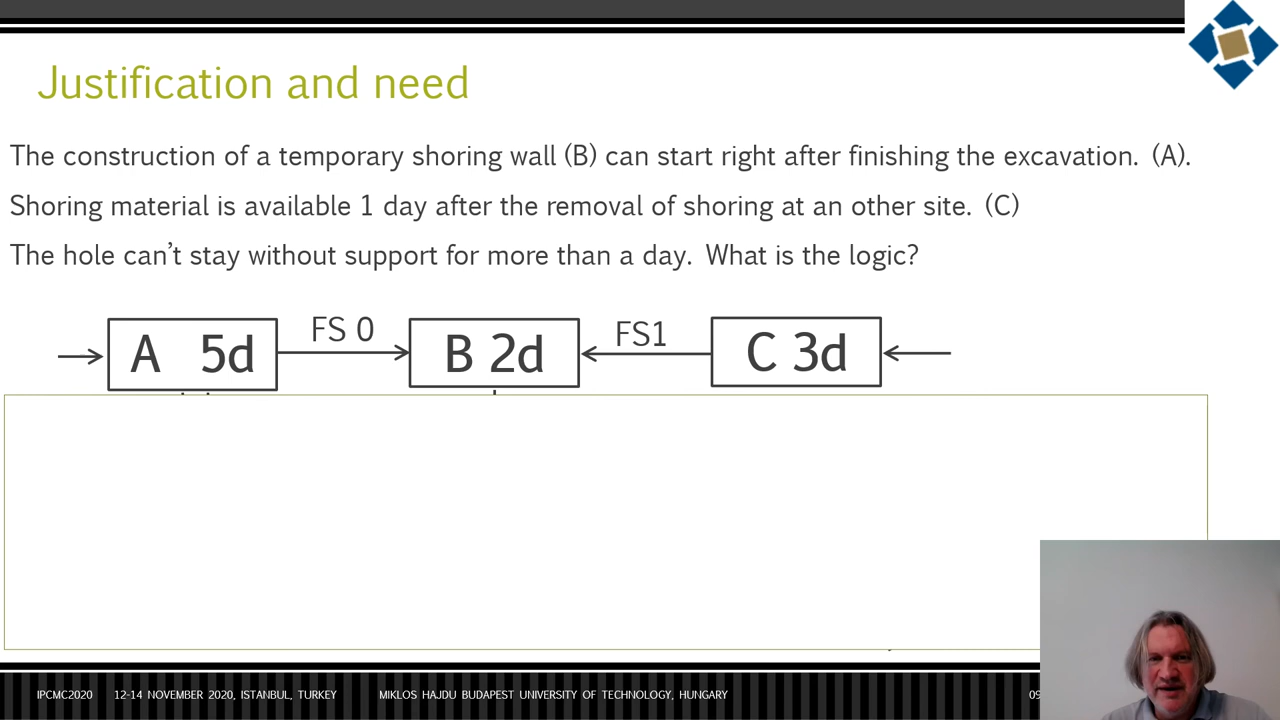 Justification and need
The construction of a temporary shoring wall (B) can start right after finishing the excavation. (A).
Shoring material is available 1 day after the removal of shoring at an other site. (C)
The hole can't stay without support for more than a day. What is the logic?
FS 0
FS1
A 5d
B 2d
C 3d
IPCMC2020 12-14 NOVEMBER 2020, ISTANBUL, TURKEY MIKLOS HAJDU BUDAPEST UNIVERSITY OF TECHNOLOGY, HUNGARY 09